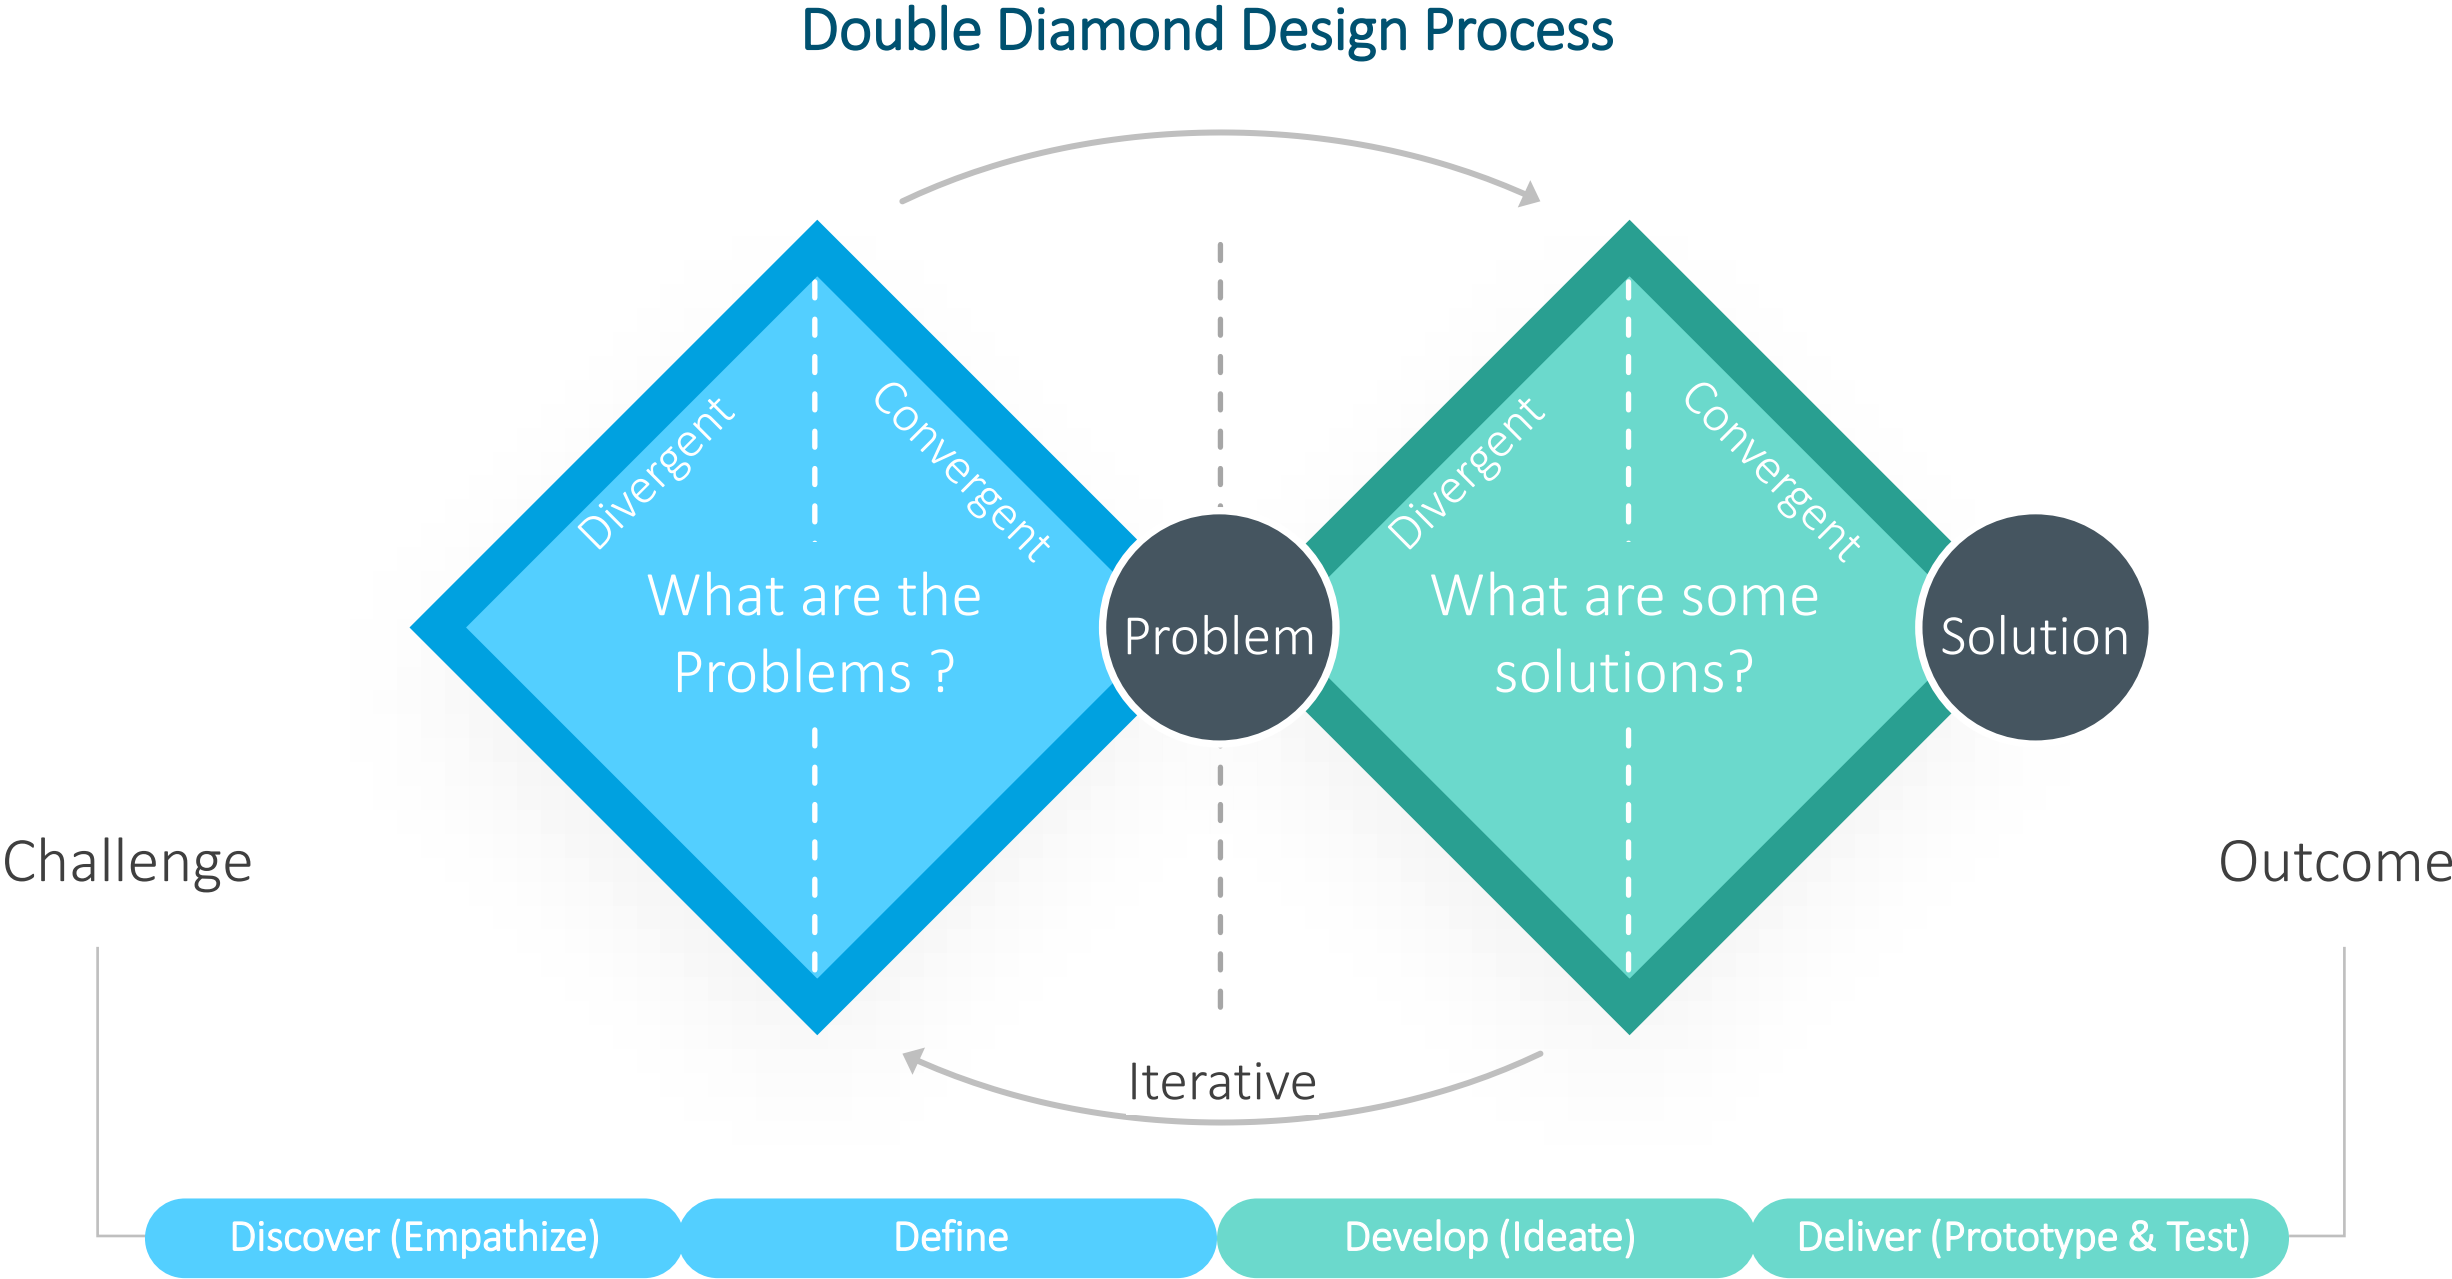 Double Diamond Design Process
Divergent
Convergent
What are the
Problems ?
Problem
Divergent
Convergent
What are some
solutions?
Solution
Challenge
Outcome
Iterative
Discover (Empathize)
Define
Develop (Ideate)
Deliver (Prototype & Test)